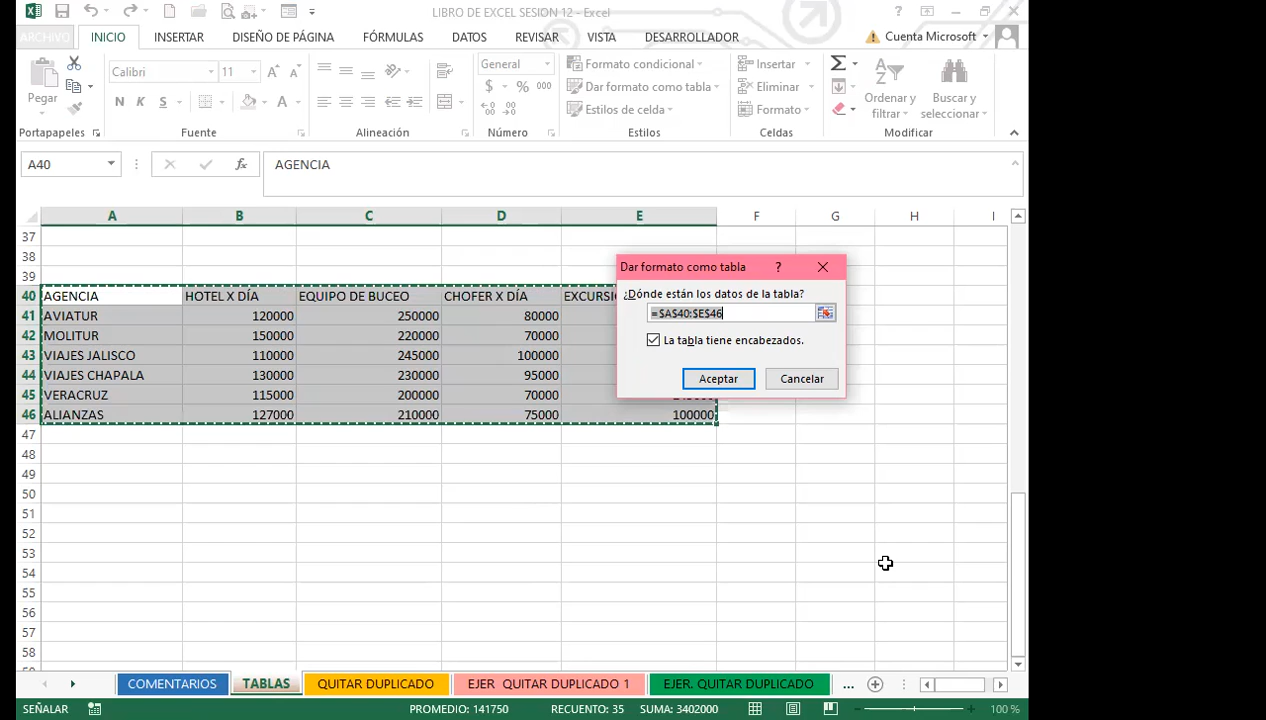 LIBRO DE EXCEL SESION 12 - Excel
ARCHIVO INICIO INSERTAR DISEÑO DE PÁGINA FÓRMULAS DATOS REVISAR VISTA DESARROLLADOR Cuenta Microsoft
Pegar
Calibri 11
N K S
General
$ % 000
Formato condicional
Dar formato como tabla
Estilos de celda
Insertar
Eliminar
Formato
Ordenar y filtrar
Buscar y seleccionar
Portapapeles Fuente Alineación Número Estilos Celdas Modificar
A40 fx AGENCIA
A B C D E F G H I
37
38
39
40 AGENCIA HOTEL X DÍA EQUIPO DE BUCEO CHOFER X DÍA
41 AVIATUR 120000 250000 80000
42 MOLITUR 150000 220000 70000
43 VIAJES JALISCO 110000 245000 100000
44 VIAJES CHAPALA 130000 230000 95000
45 VERACRUZ 115000 200000 70000
46 ALIANZAS 127000 210000 75000 100000
47
48
49
50
51
52
53
54
55
56
57
58
Dar formato como tabla ?
¿Dónde están los datos de la tabla?
=$A$40:$E$46
La tabla tiene encabezados.
Aceptar Cancelar
COMENTARIOS TABLAS QUITAR DUPLICADO EJER QUITAR DUPLICADO 1 EJER. QUITAR DUPLICADO ...
SEÑALAR PROMEDIO: 141750 RECUENTO: 35 SUMA: 3402000 100 %